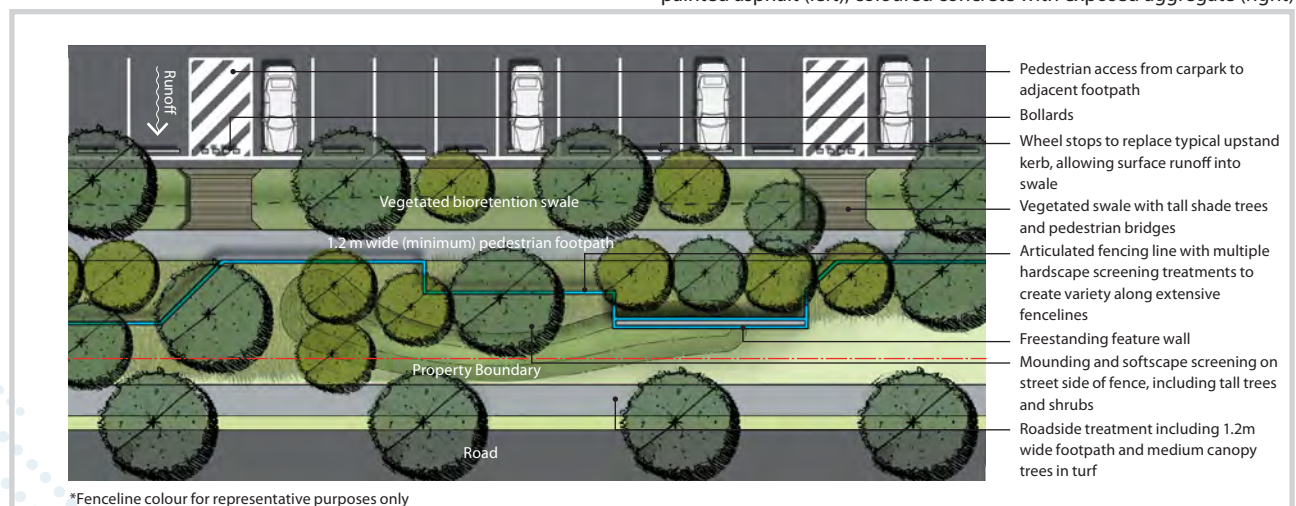 painted asphalt (left), coloured concrete with exposed aggregate (right)
Runoff
Vegetated bioretention swale
1.2 m wide (minimum) pedestrian footpath
Property Boundary
Road
Pedestrian access from carpark to
adjacent footpath
Bollards
Wheel stops to replace typical upstand
kerb, allowing surface runoff into
swale
Vegetated swale with tall shade trees
and pedestrian bridges
Articulated fencing line with multiple
hardscape screening treatments to
create variety along extensive
fencelines
Freestanding feature wall
Mounding and softscape screening on
street side of fence, including tall trees
and shrubs
Roadside treatment including 1.2m
wide footpath and medium canopy
trees in turf
*Fenceline colour for representative purposes only